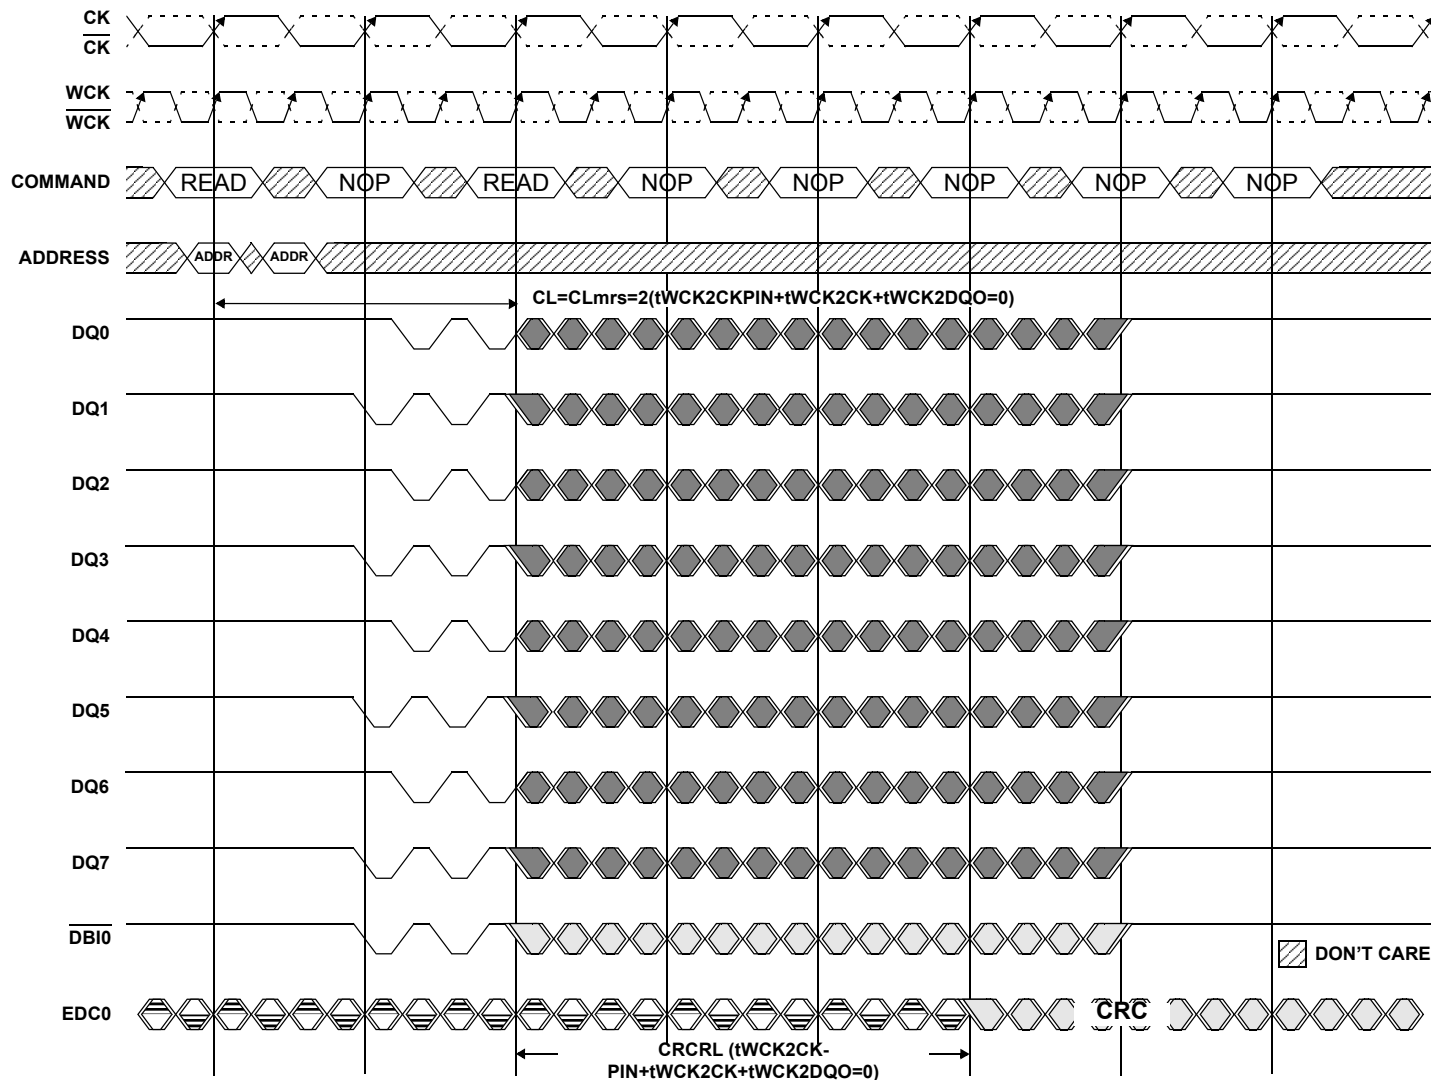 CK
CK
WCK
WCK
COMMAND READ NOP READ NOP NOP NOP NOP NOP
ADDRESS ADDR ADDR
CL=CLmrs=2(tWCK2CKPIN+tWCK2CK+tWCK2DQO=0)
DQ0
DQ1
DQ2
DQ3
DQ4
DQ5
DQ6
DQ7
DBI0
DON'T CARE
EDC0 CRC
CRCRL (tWCK2CK-
PIN+tWCK2CK+tWCK2DQO=0)